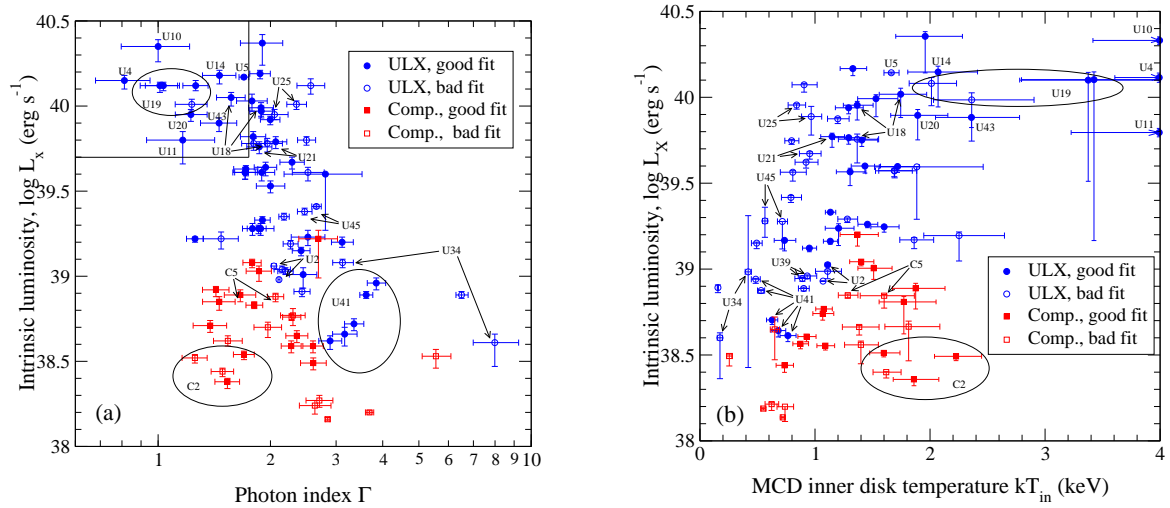 40.5
40
39.5
39
38.5
38
Intrinsic luminosity, log L_X (erg s^-1)
U10
U4
U14
U5
U19
U25
U20
U43
U11
U18
U21
U45
U2
U34
C5
U41
C2
ULX, good fit
ULX, bad fit
Comp., good fit
Comp., bad fit
(a)
1
2
3
4
5
6
7
8
9
10
Photon index Γ
40.5
40
39.5
39
38.5
38
Intrinsic luminosity, log L_X (erg s^-1)
U10
U5
U14
U4
U19
U25
U18
U20
U43
U11
U21
U45
U39
C5
U2
U34
U41
C2
ULX, good fit
ULX, bad fit
Comp., good fit
Comp., bad fit
(b)
0
1
2
3
4
MCD inner disk temperature kT_in (keV)